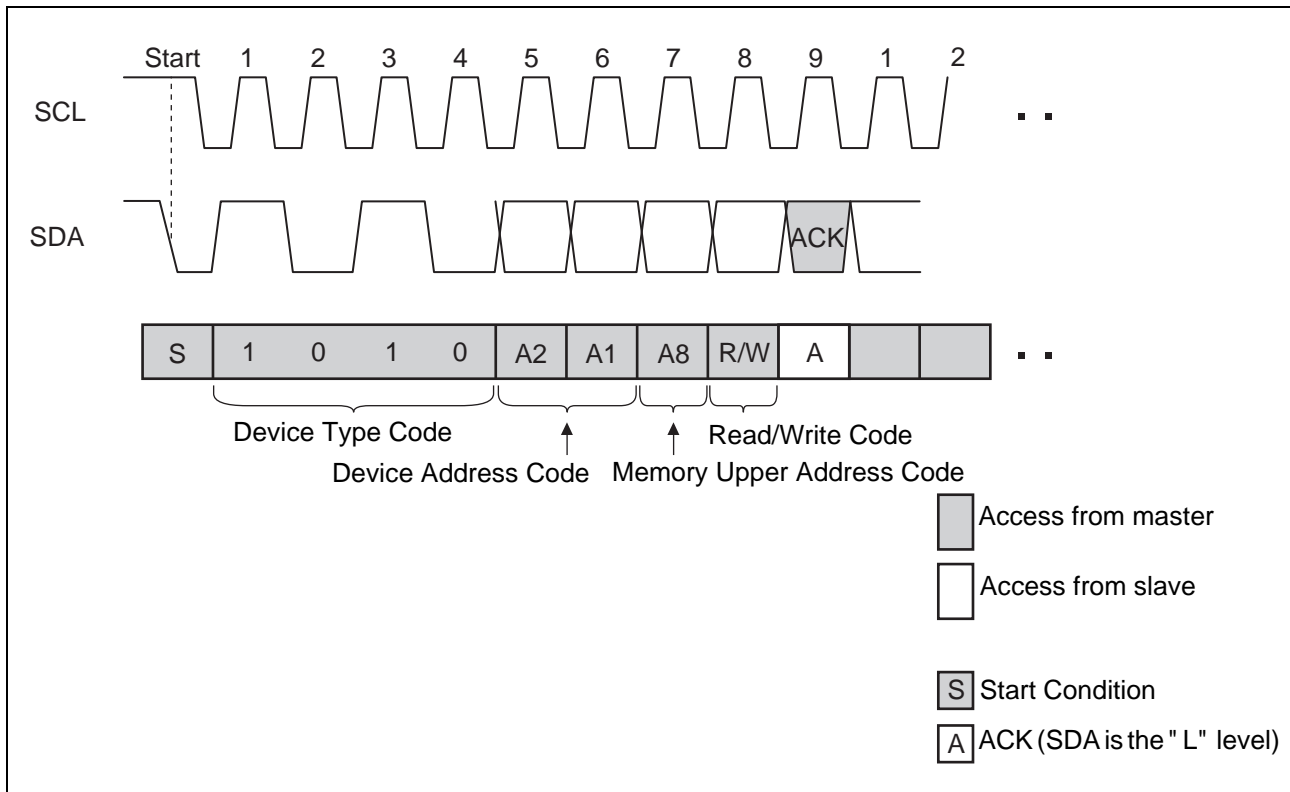 Start 1 2 3 4 5 6 7 8 9 1 2
SCL
SDA
ACK
S 1 0 1 0 A2 A1 A8 R/W A
Device Type Code
Read/Write Code
Device Address Code
Memory Upper Address Code
Access from master
Access from slave
S Start Condition
A ACK (SDA is the "L" level)